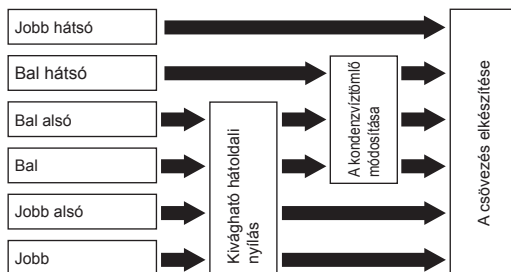 Jobb hátsó
Bal hátsó
Bal alsó
Bal
Jobb alsó
Jobb
Kivágható hátoldali
nyílás
A kondenzvíztömlő
módosítása
A csövezés elkészítése